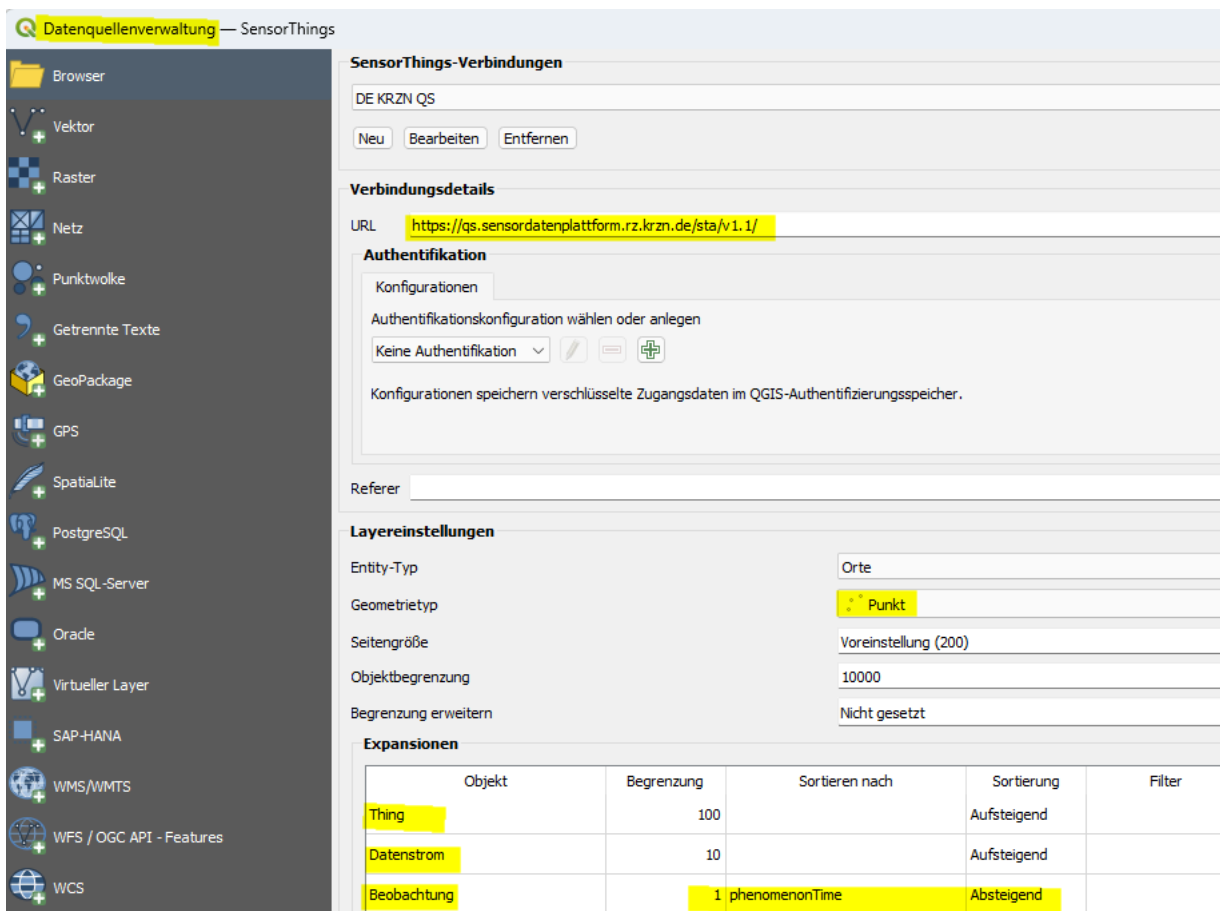 Datenquellenverwaltung — SensorThings
Browser
Vektor
Raster
Netz
Punktwolke
Getrennte Texte
GeoPackage
GPS
SpatiaLite
PostgreSQL
MS SQL-Server
Oracle
Virtueller Layer
SAP-HANA
WMS/WMTS
WFS / OGC API - Features
WCS
SensorThings-Verbindungen
DE KRZN QS
Neu Bearbeiten Entfernen
Verbindungsdetails
URL https://qs.sensordatenplattform.rz.krzn.de/sta/v1.1/
Authentifikation
Konfigurationen
Authentifikationskonfiguration wählen oder anlegen
Keine Authentifikation
Konfigurationen speichern verschlüsselte Zugangsdaten im QGIS-Authentifizierungsspeicher.
Referer
Layereinstellungen
Entity-Typ Orte
Geometrietyp Punkt
Seitengröße Voreinstellung (200)
Objektbegrenzung 10000
Begrenzung erweitern Nicht gesetzt
Expansionen
Objekt Begrenzung Sortieren nach Sortierung Filter
Thing 100 Aufsteigend
Datenstrom 10 Aufsteigend
Beobachtung 1 phenomenonTime Absteigend